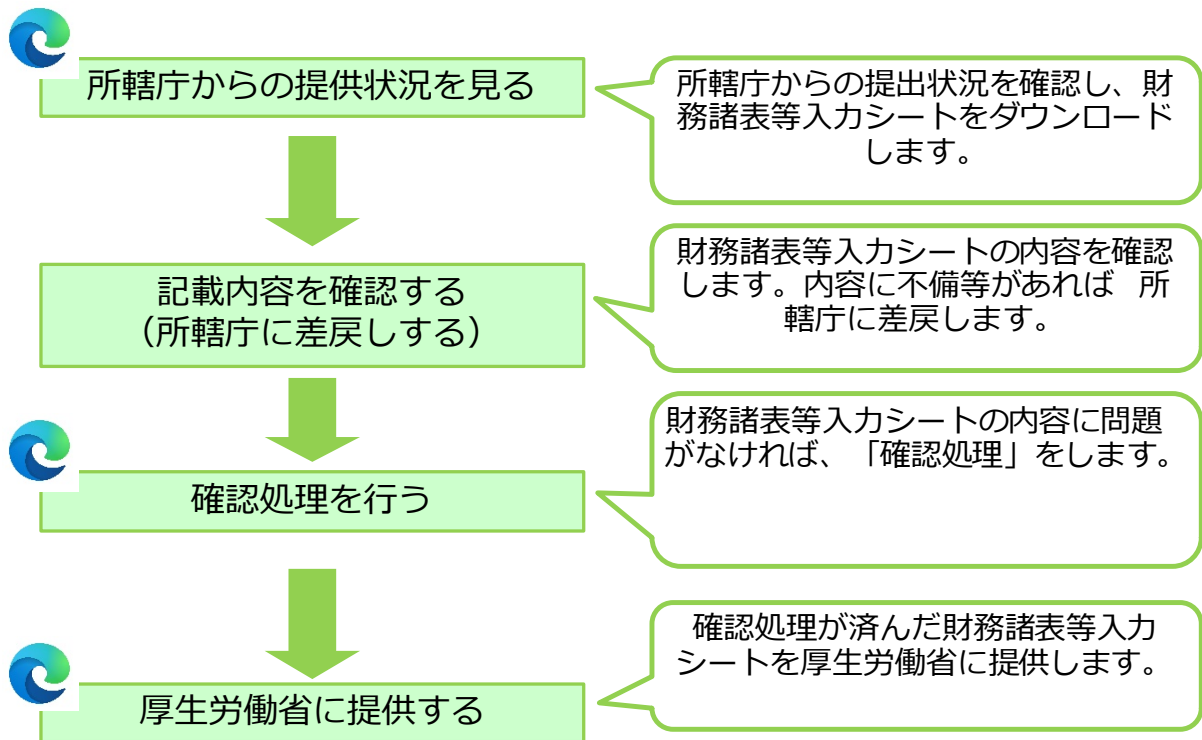 所轄庁からの提供状況を見る
所轄庁からの提出状況を確認し、財
務諸表等入力シートをダウンロード
します。
記載内容を確認する
（所轄庁に差戻しする）
財務諸表等入力シートの内容を確認
します。内容に不備等があれば　所
轄庁に差戻します。
確認処理を行う
財務諸表等入力シートの内容に問題
がなければ、「確認処理」をします。
厚生労働省に提供する
確認処理が済んだ財務諸表等入力
シートを厚生労働省に提供します。